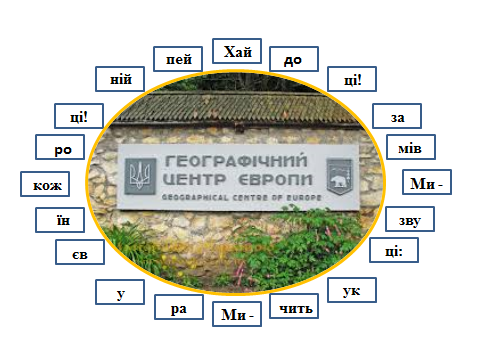 Хай
до
ці!
за
мів
Ми -
зву
ці:
ук
чить
Ми -
ра
у
єв
їн
кож
ро
ці!
ній
пей
ГЕОГРАФІЧНИЙ
ЦЕНТР ЄВРОПИ
GEOGRAPHICAL CENTRE OF EUROPE